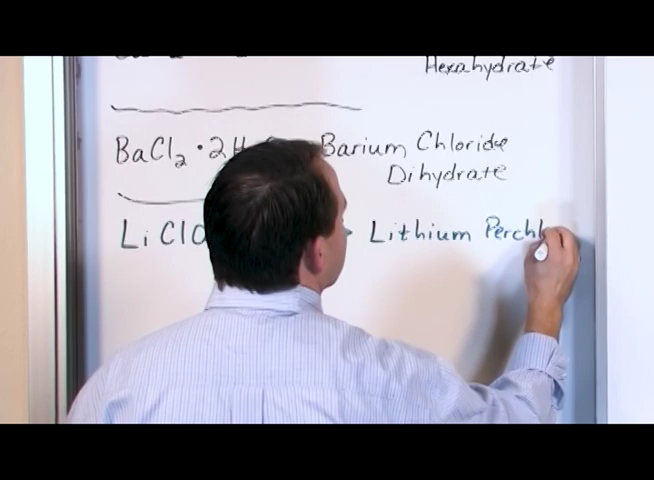 Hexahydrate
BaCl₂ • 2H Barium Chloride
Dihydrate
LiClO Lithium Perchl